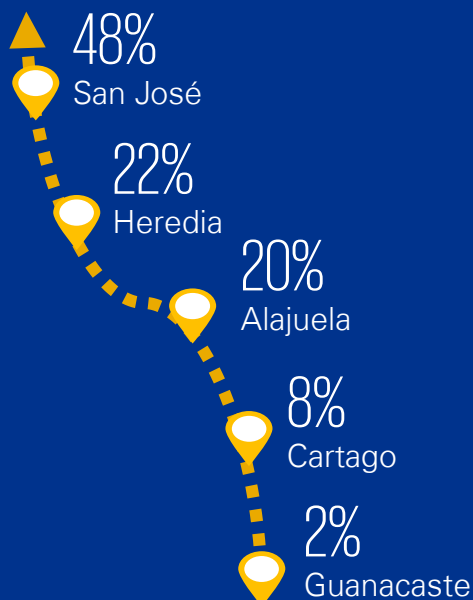 48%
San José
22%
Heredia
20%
Alajuela
8%
Cartago
2%
Guanacaste